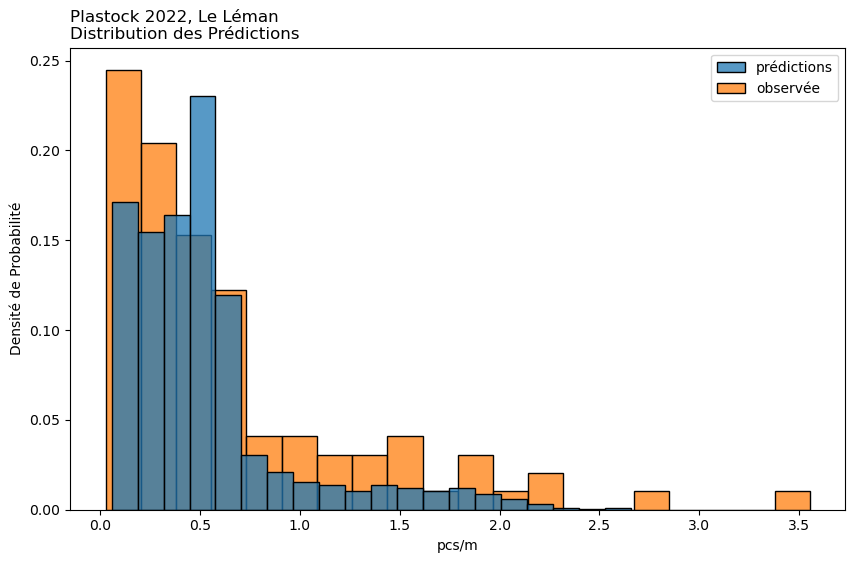 Plastock 2022, Le Léman
Distribution des Prédictions
prédictions
observée
Densité de Probabilité
0.25
0.20
0.15
0.10
0.05
0.00
0.0 0.5 1.0 1.5 2.0 2.5 3.0 3.5
pcs/m